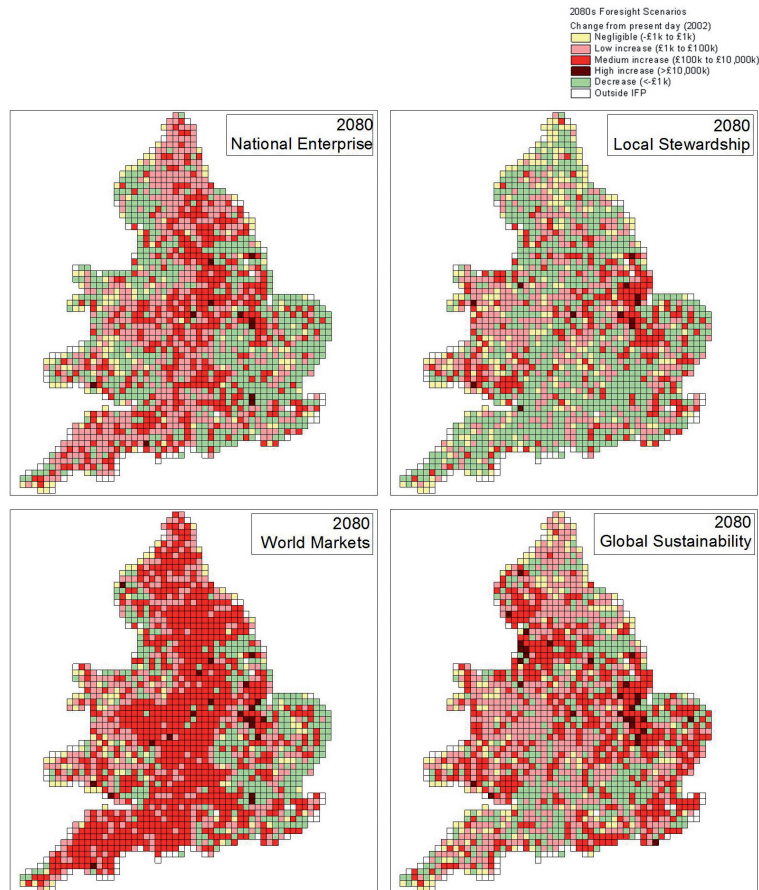 2080s Foresight Scenarios
Change from present day (2002)
Negligible (-£1k to £1k)
Low increase (£1k to £100k)
Medium increase (£100k to £10,000k)
High increase (>£10,000k)
Decrease (<-£1k)
Outside IFP
2080
National Enterprise
2080
Local Stewardship
2080
World Markets
2080
Global Sustainability